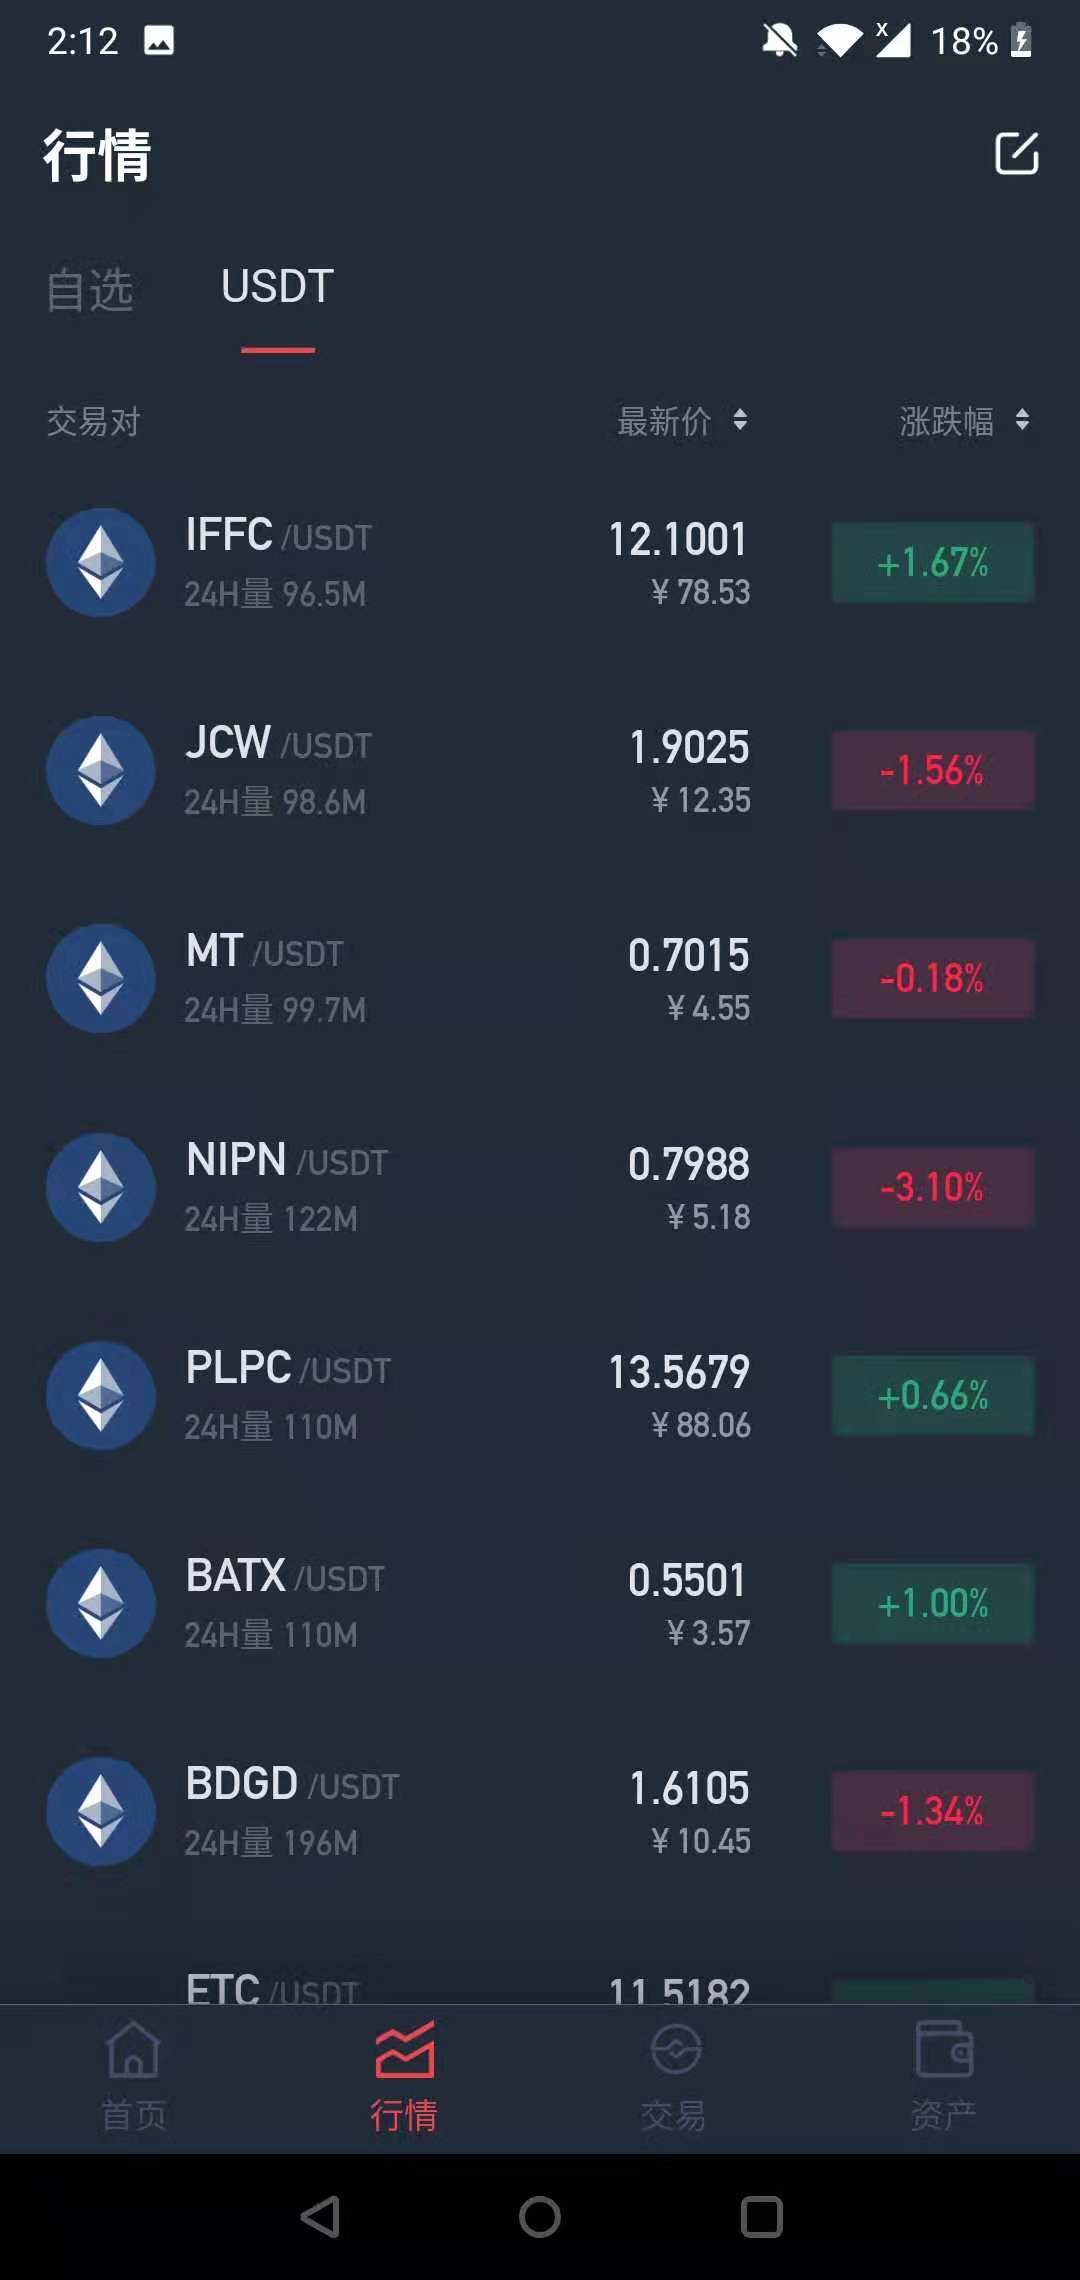 2:12 18%
行情
自选 USDT
交易对 最新价 涨跌幅
IFFC /USDT 12.1001 +1.67%
24H量 96.5M ¥ 78.53
JCW /USDT 1.9025 -1.56%
24H量 98.6M ¥ 12.35
MT /USDT 0.7015 -0.18%
24H量 99.7M ¥ 4.55
NIPN /USDT 0.7988 -3.10%
24H量 122M ¥ 5.18
PLPC /USDT 13.5679 +0.66%
24H量 110M ¥ 88.06
BATX /USDT 0.5501 +1.00%
24H量 110M ¥ 3.57
BDGD /USDT 1.6105 -1.34%
24H量 196M ¥ 10.45
ETC /USDT 11.5182
首页 行情 交易 资产